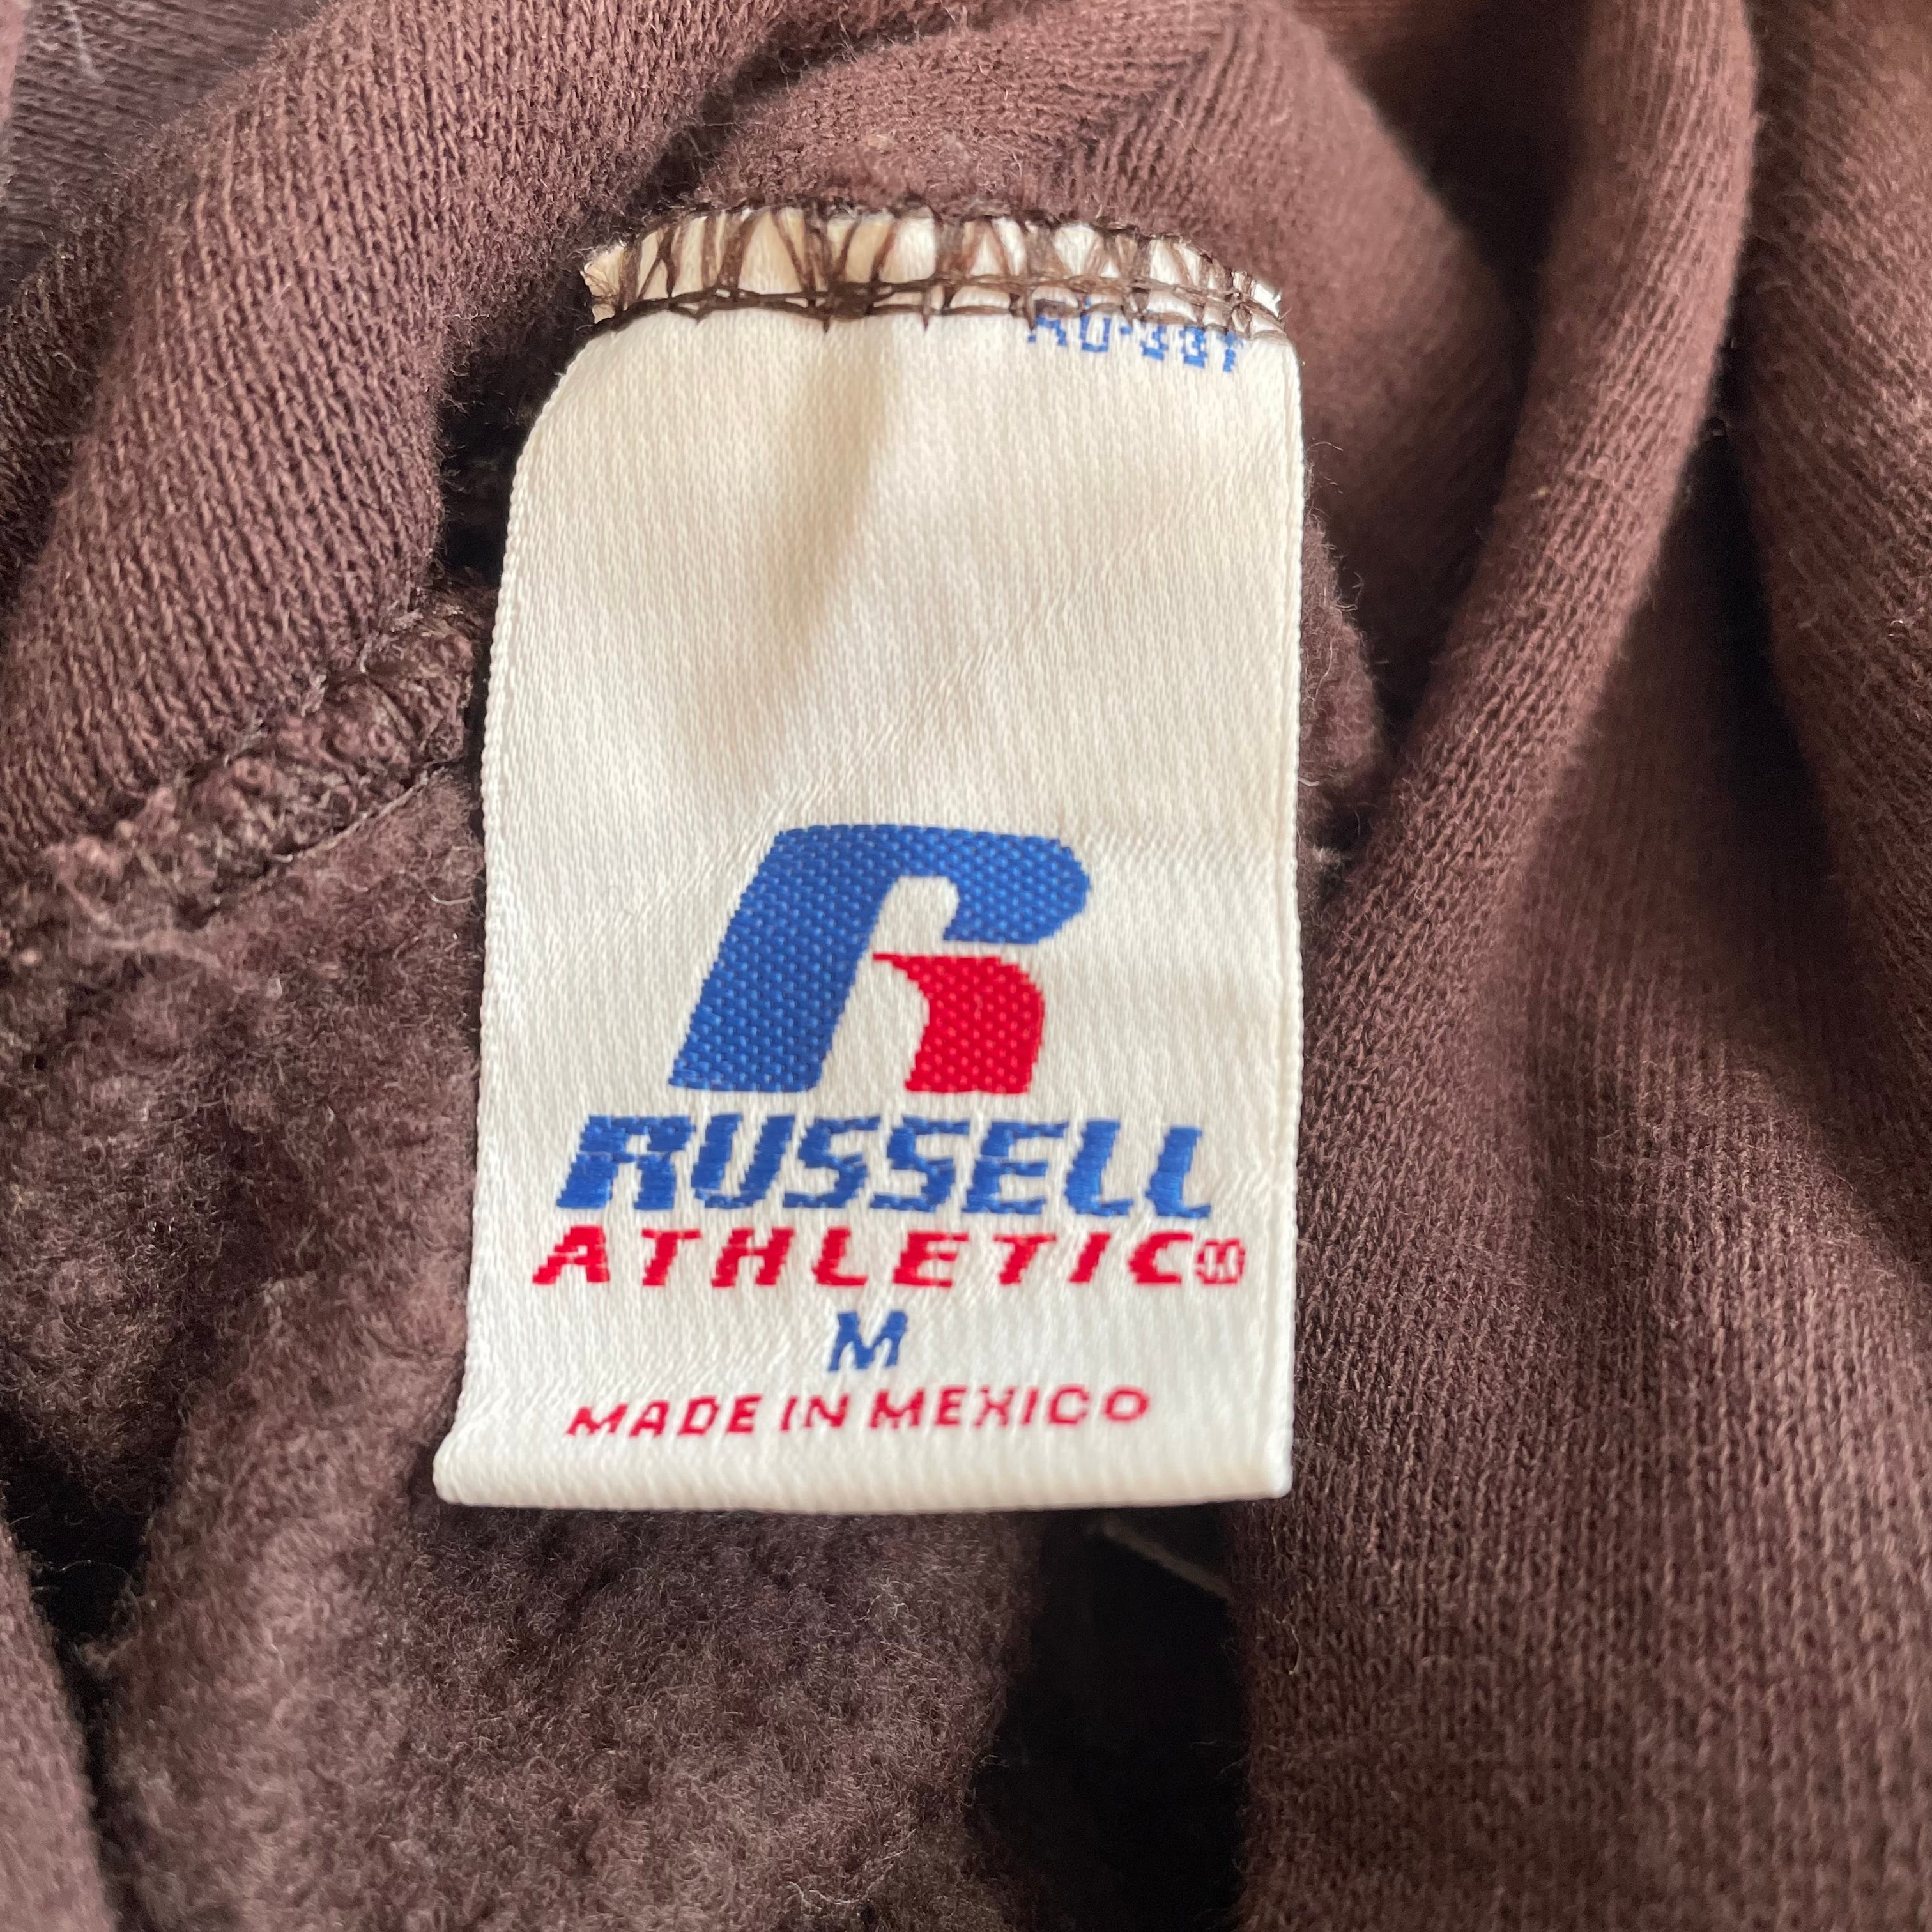 RUSSELL
ATHLETIC®
M
MADE IN MEXICO